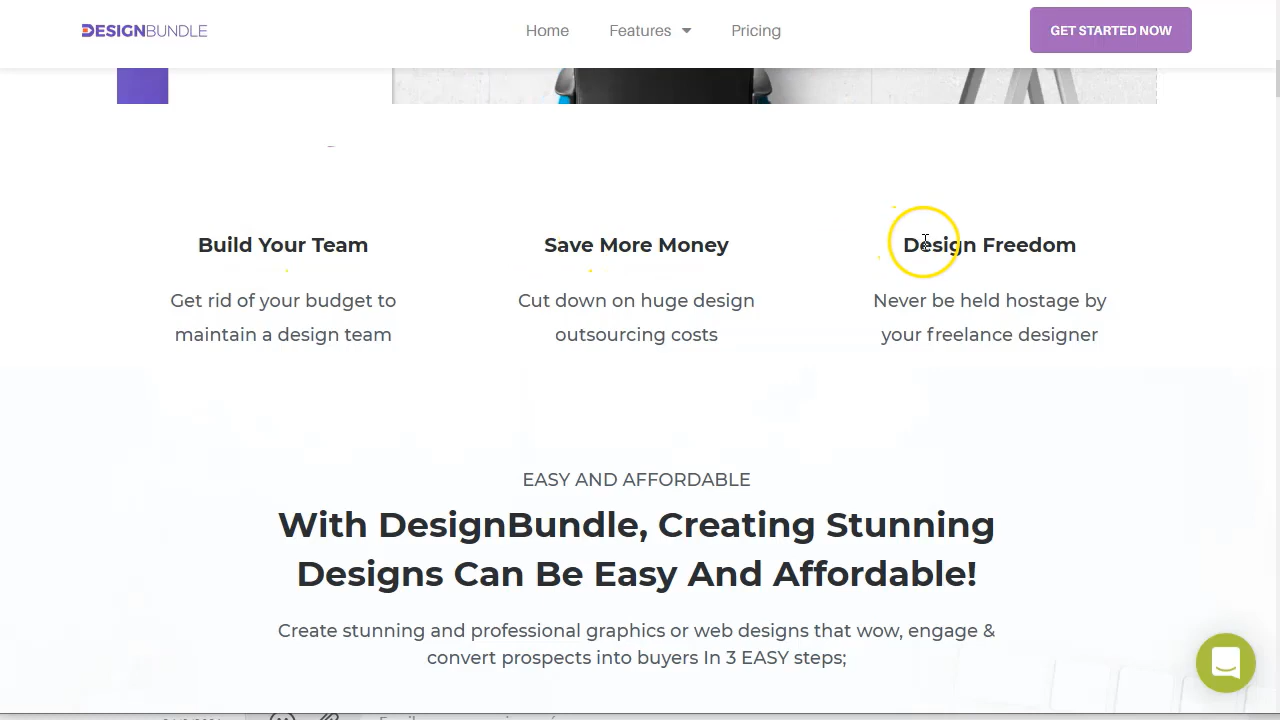 DESIGNBUNDLE
Home Features Pricing
GET STARTED NOW
Build Your Team
Get rid of your budget to
maintain a design team
Save More Money
Cut down on huge design
outsourcing costs
Design Freedom
Never be held hostage by
your freelance designer
EASY AND AFFORDABLE
With DesignBundle, Creating Stunning
Designs Can Be Easy And Affordable!
Create stunning and professional graphics or web designs that wow, engage &
convert prospects into buyers In 3 EASY steps;